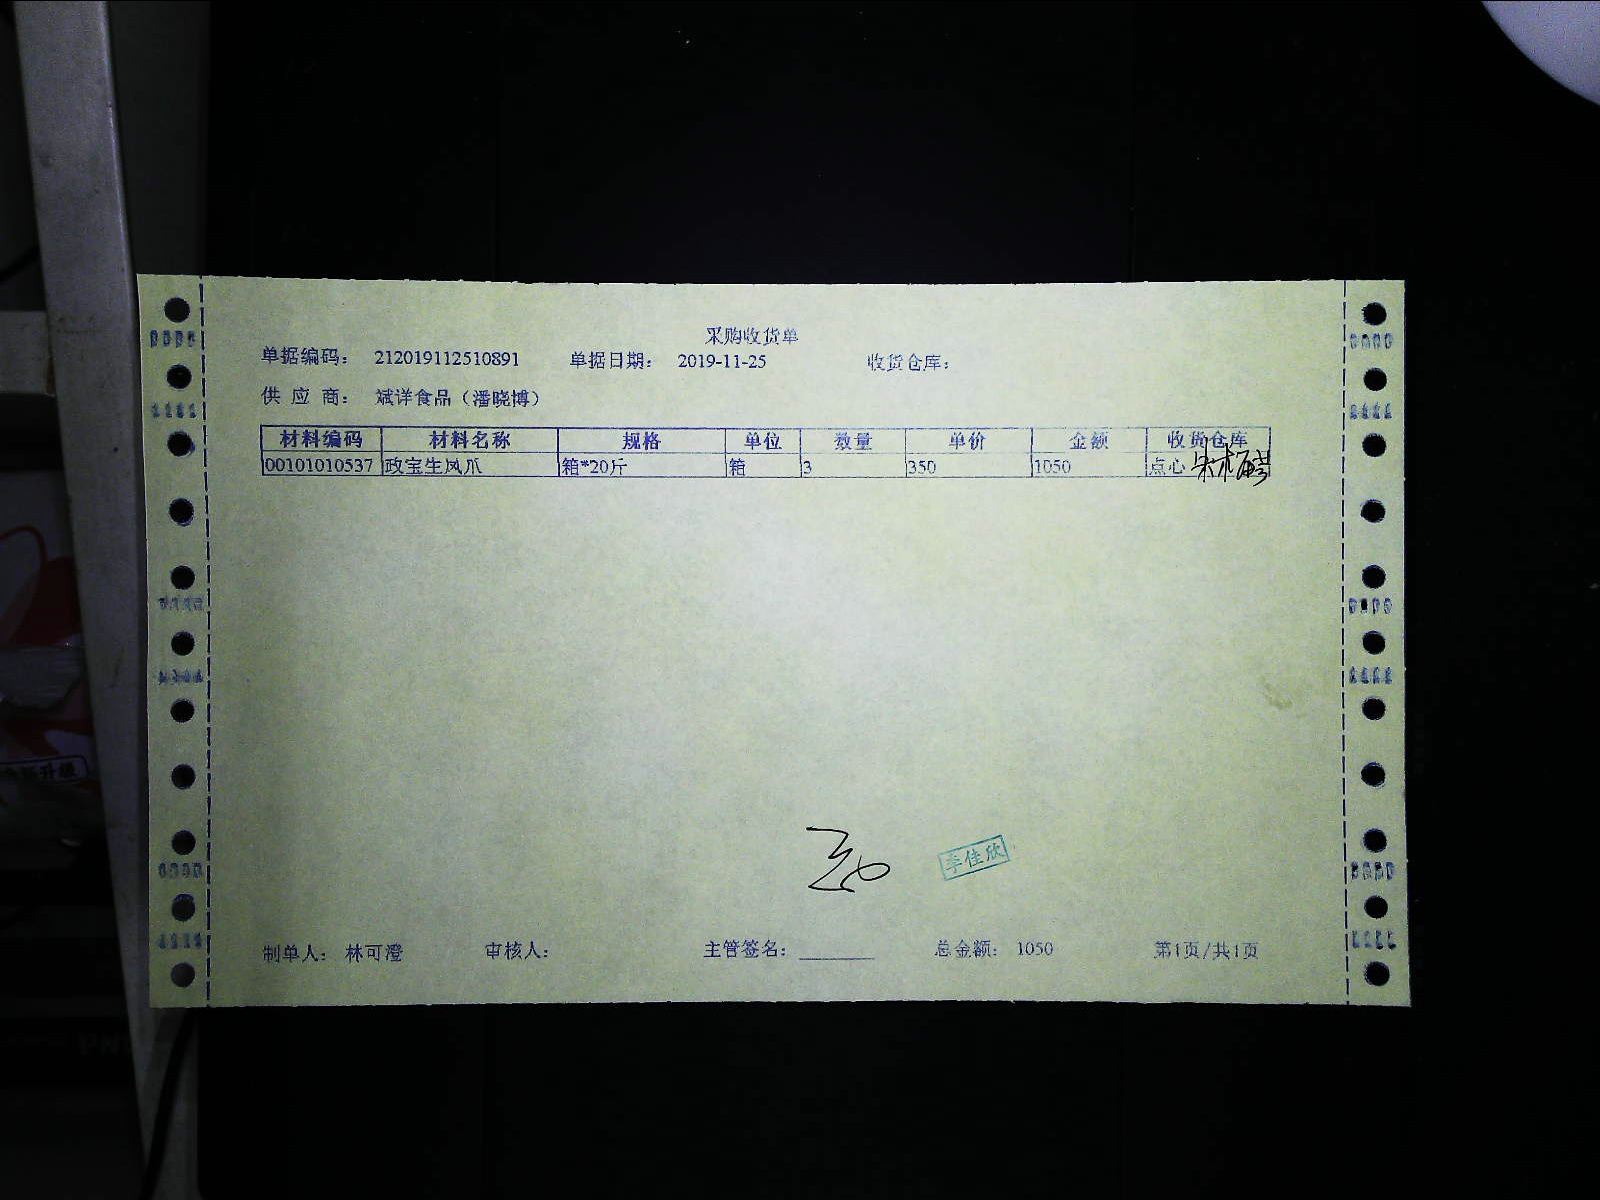 采购收货单
单据编码： 212019112510891 单据日期： 2019-11-25 收货仓库：
供 应 商： 斌洋食品（潘晓博）
材料编码 材料名称 规格 单位 数量 单价 金额 收货仓库
00101010537 政宝生凤爪 箱*20斤 箱 3 350 1050 点心
李佳欣
制单人： 林可澄 审核人： 主管签名： 总金额： 1050 第1页/共1页